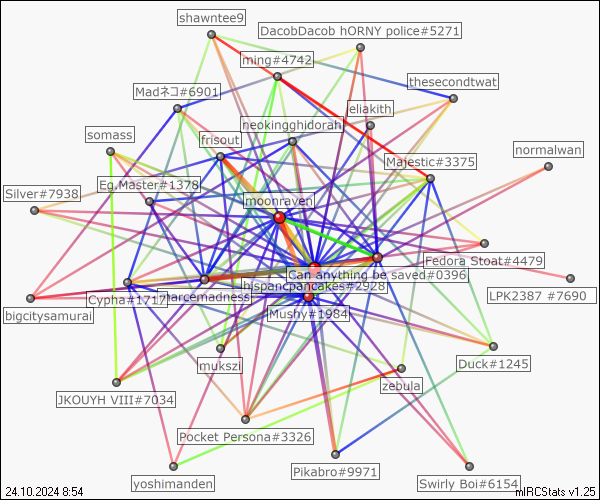 shawntee9
DacobDacob hORNY police#5271
ming#4742
thesecondtwat
Madネコ#6901
eliakith
neokingghidorah
somass
frisout
normalwan
Majestic#3375
Eg.Master#1378
Silver#7938
moonraven
Fedora Stoat#4479
Can anything be saved#0396
hispancpancakes#2928
LPK2387 #7690
Cypha#1717
marcemadness
bigcitysamurai
Mushy#1984
mukszi
Duck#1245
zebula
JKOUYH VIII#7034
Pocket Persona#3326
Pikabro#9971
yoshimanden
Swirly Boi#6154
24.10.2024 8:54
mIRCStats v1.25